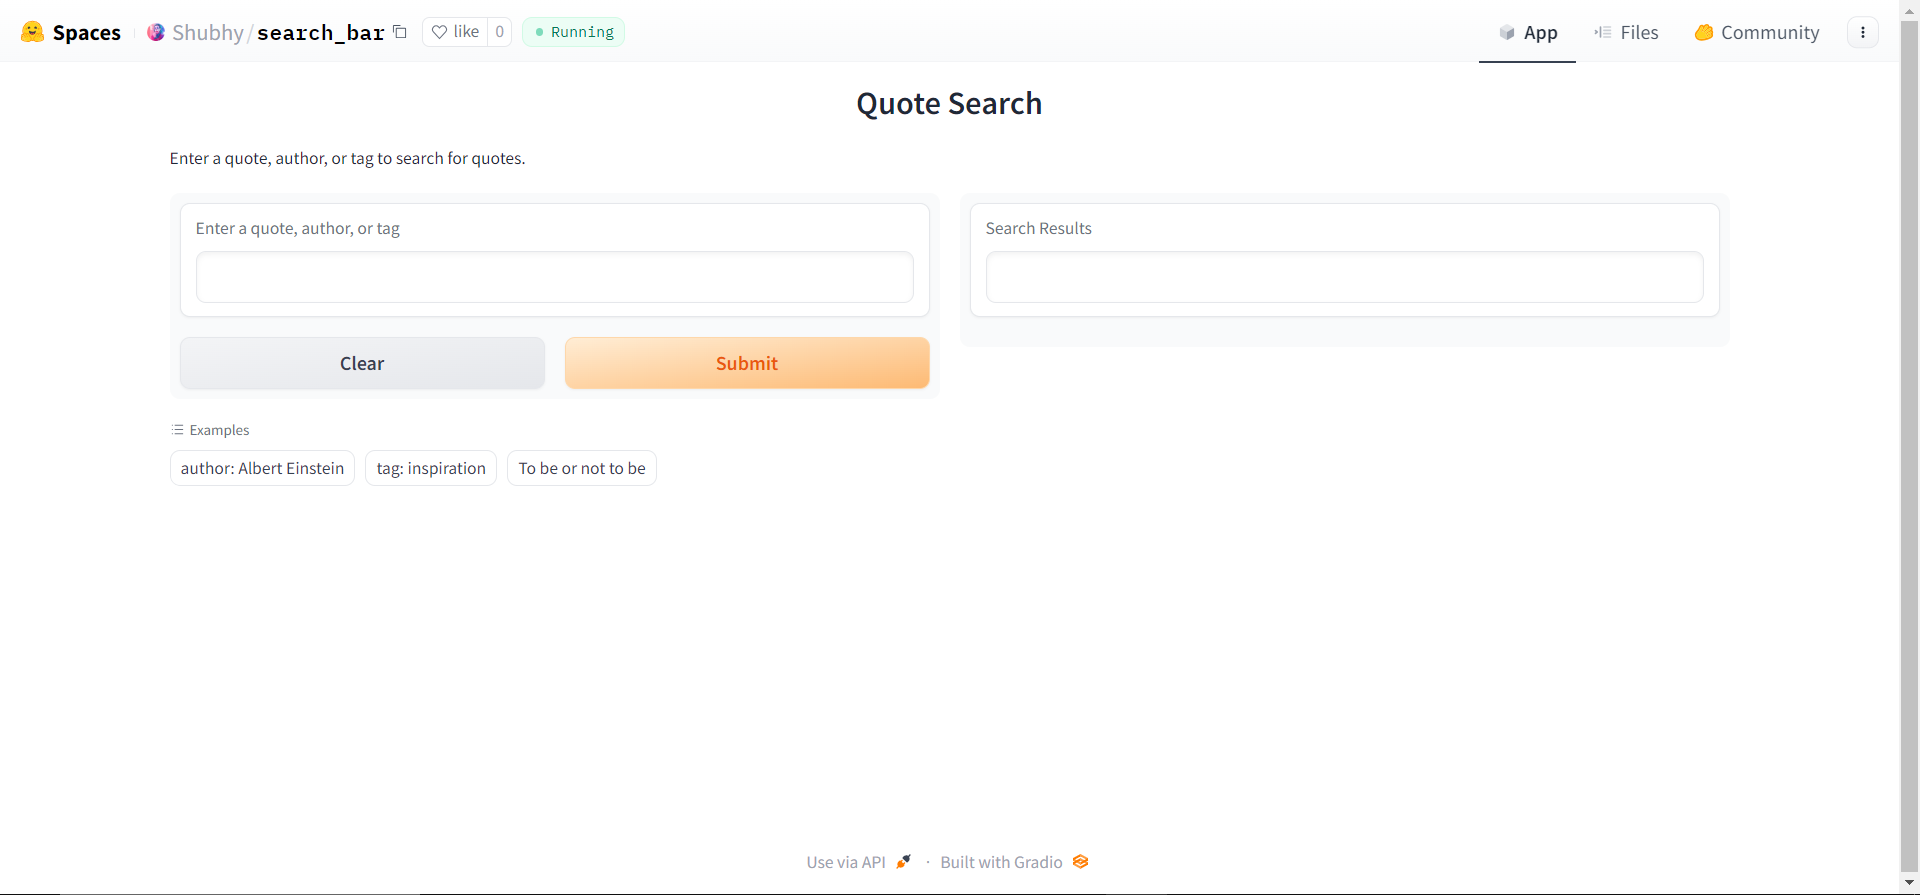 Spaces Shubhy/search_bar like 0 Running App Files Community
Quote Search
Enter a quote, author, or tag to search for quotes.
Enter a quote, author, or tag
Search Results
Clear Submit
Examples
author: Albert Einstein tag: inspiration To be or not to be
Use via API · Built with Gradio